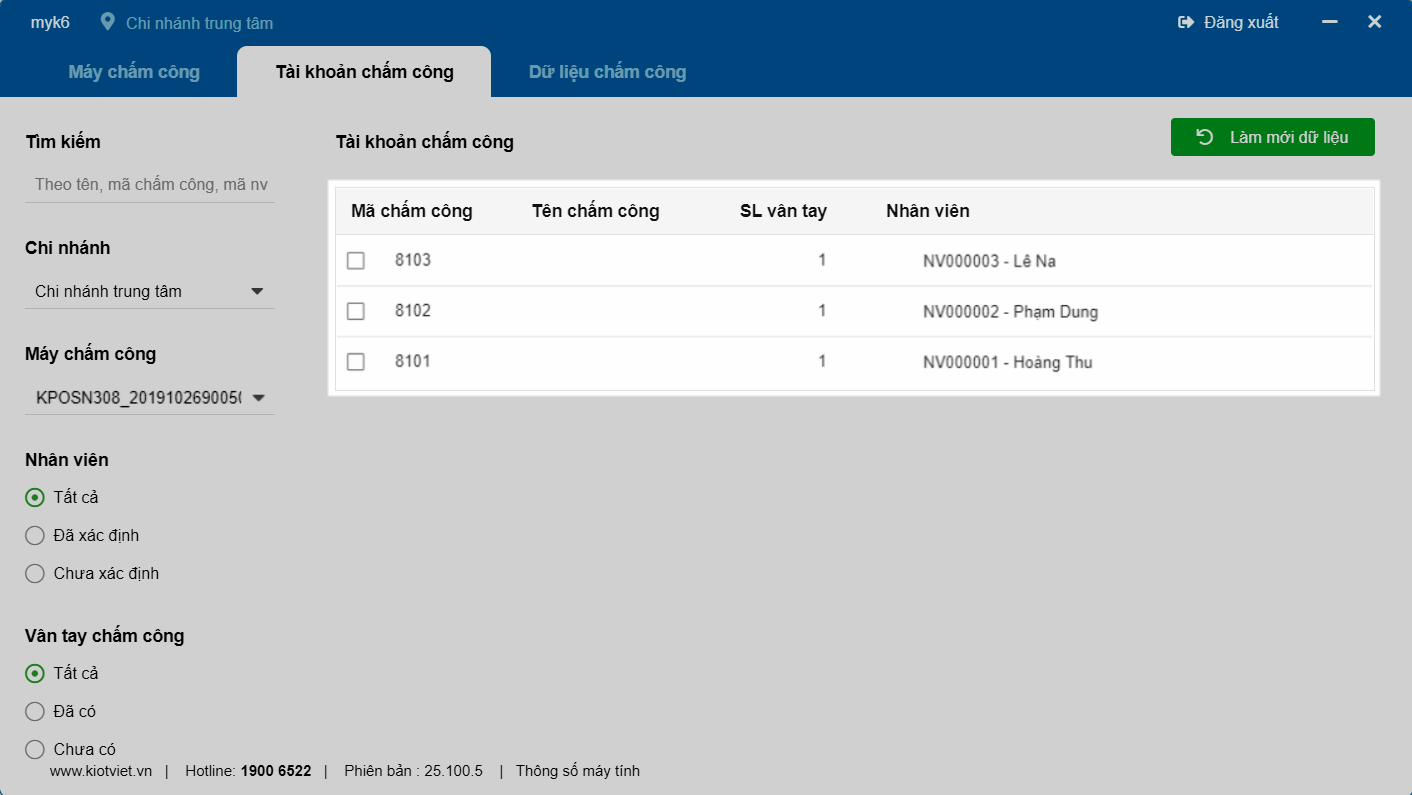 myk6 Chi nhánh trung tâm Đăng xuất
Máy chấm công Tài khoản chấm công Dữ liệu chấm công
Tìm kiếm
Theo tên, mã chấm công, mã nv
Chi nhánh
Chi nhánh trung tâm
Máy chấm công
KPOSN308_2019102690050
Nhân viên
Tất cả
Đã xác định
Chưa xác định
Vân tay chấm công
Tất cả
Đã có
Chưa có
Tài khoản chấm công
Làm mới dữ liệu
Mã chấm công Tên chấm công SL vân tay Nhân viên
8103 1 NV000003 - Lê Na
8102 1 NV000002 - Phạm Dung
8101 1 NV000001 - Hoàng Thu
www.kiotviet.vn | Hotline: 1900 6522 | Phiên bản : 25.100.5 | Thông số máy tính